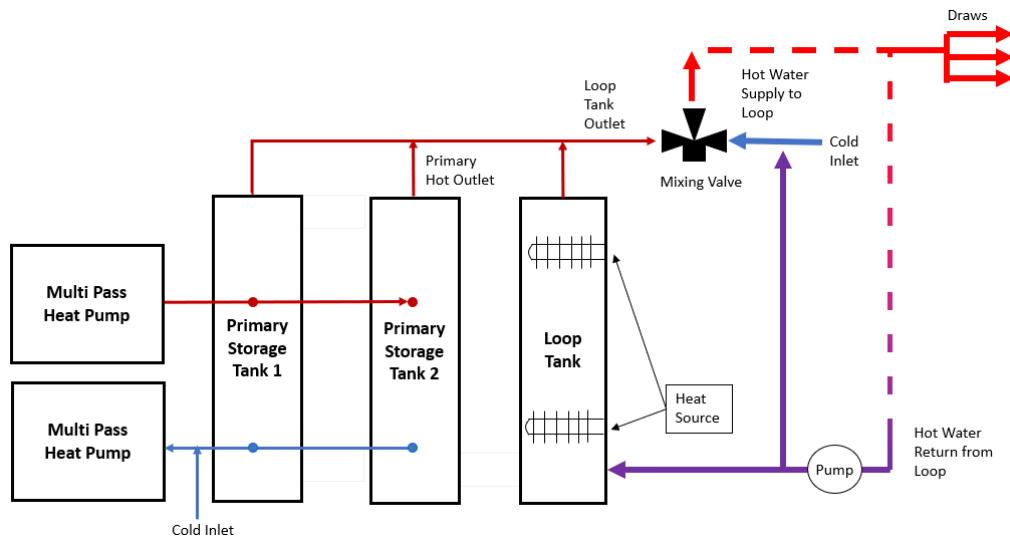 Draws
Hot Water
Supply to
Loop
Loop
Tank
Outlet
Cold
Inlet
Primary
Hot Outlet
Mixing Valve
Multi Pass
Heat Pump
Primary
Storage
Tank 1
Primary
Storage
Tank 2
Loop
Tank
Heat
Source
Multi Pass
Heat Pump
Hot Water
Return from
Loop
Pump
Cold Inlet